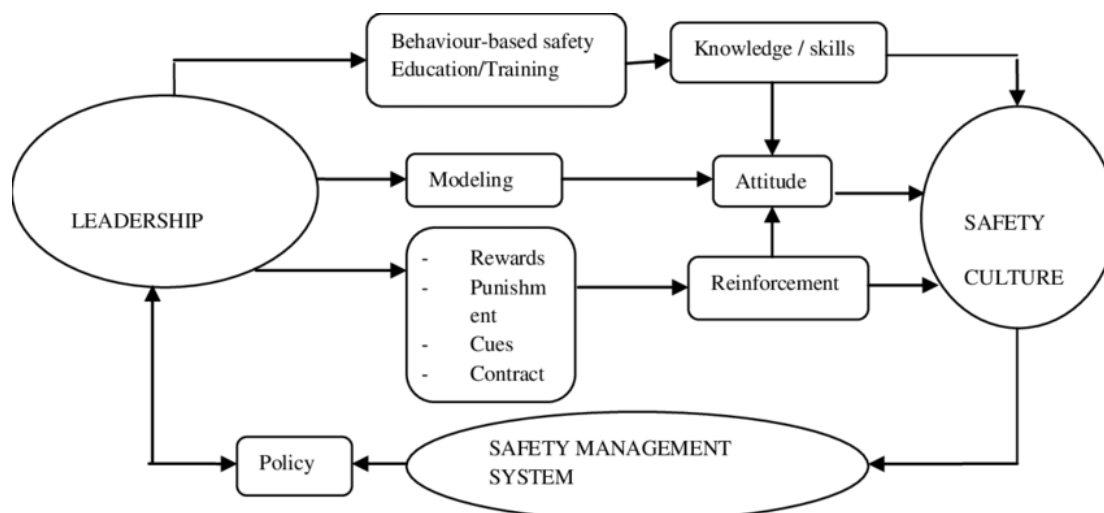 Behaviour-based safety
Education/Training
Knowledge / skills
Modeling
Attitude
LEADERSHIP
SAFETY
CULTURE
- Rewards
- Punishm
ent
- Cues
- Contract
Reinforcement
Policy
SAFETY MANAGEMENT
SYSTEM